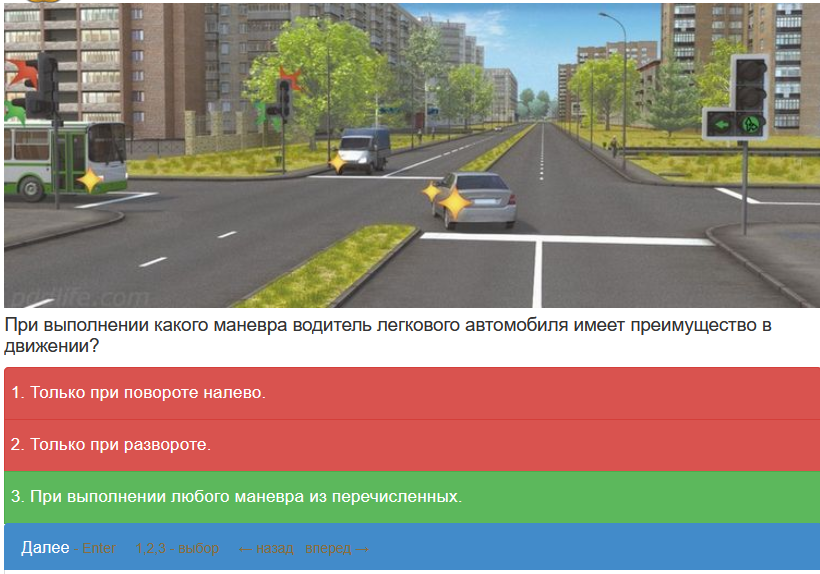 pddlife.com
При выполнении какого маневра водитель легкового автомобиля имеет преимущество в
движении?
1. Только при повороте налево.
2. Только при развороте.
3. При выполнении любого маневра из перечисленных.
Далее - Enter 1,2,3 - выбор ← назад вперед →